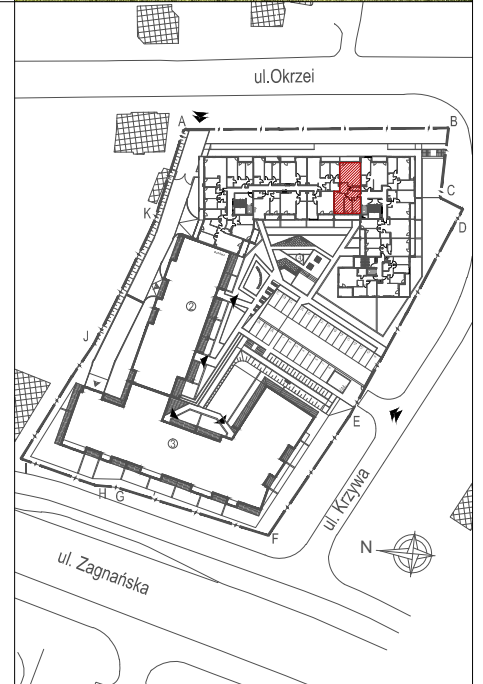 ul.Okrzei
A
B
C
D
K
②
J
③
E
H G
F
ul. Krzywa
N
ul. Zagnańska